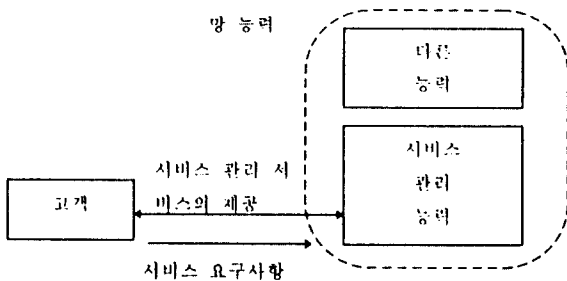 망 능력
다른
능력
서비스
관리
능력
서비스 관리 서
비스의 제공
고객
서비스 요구사항